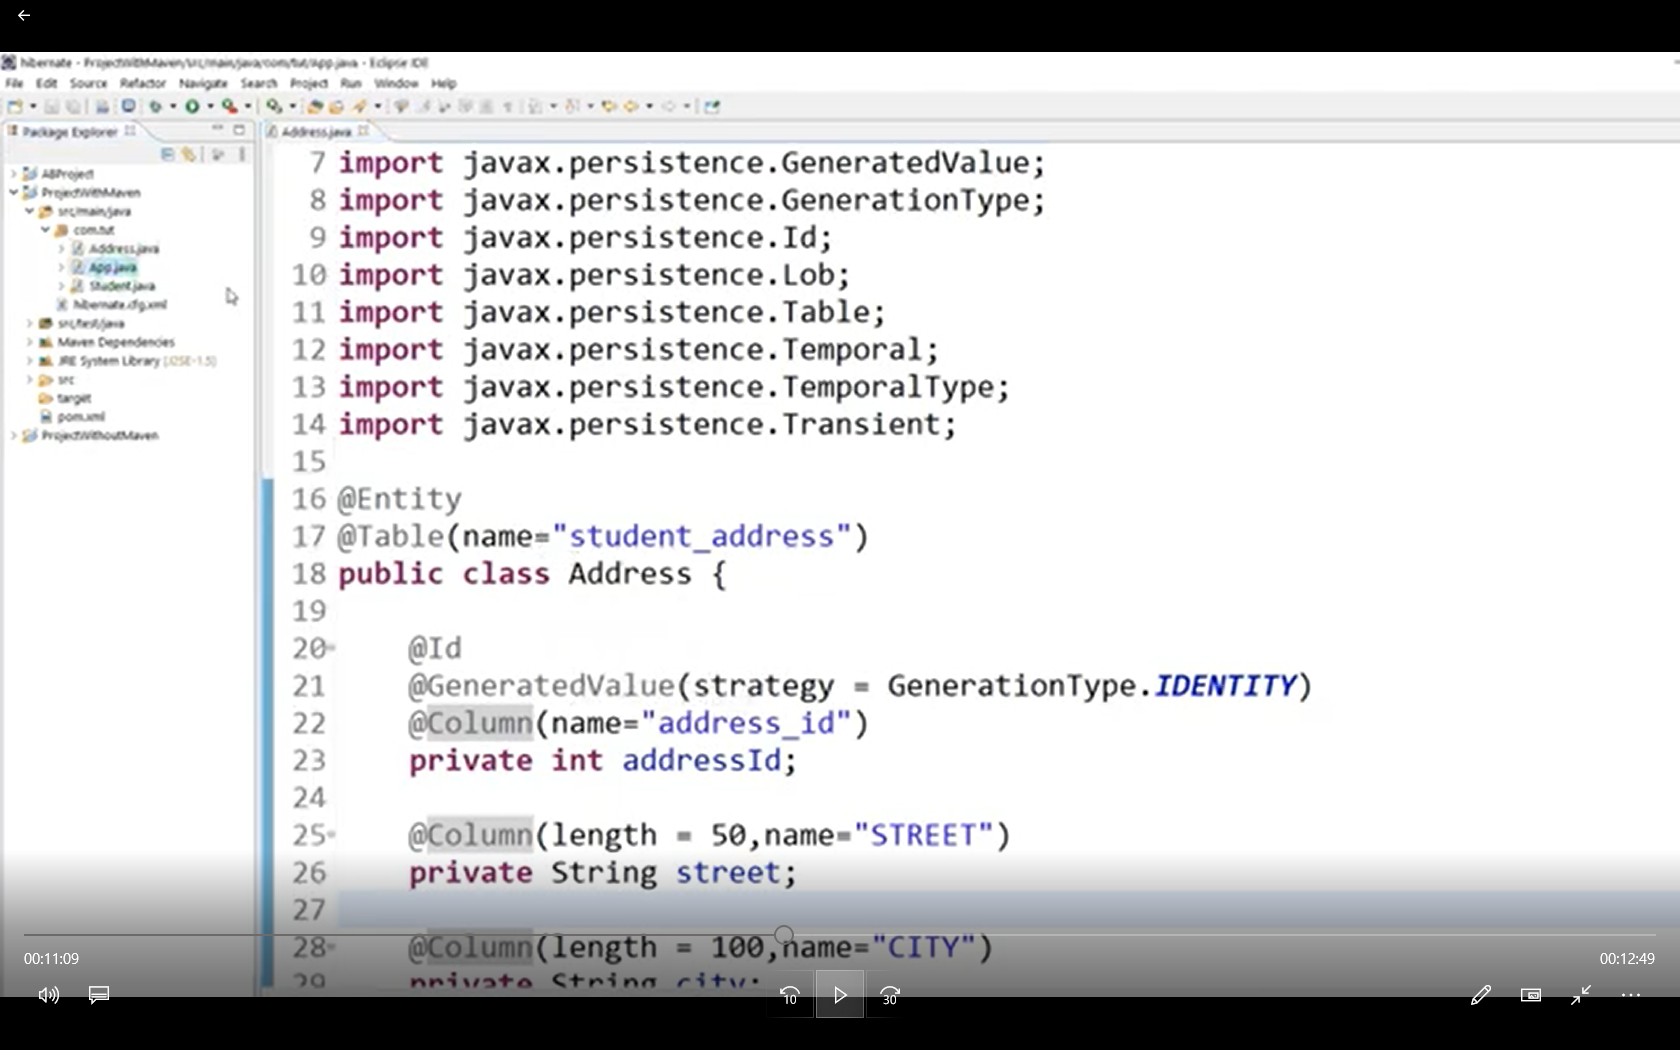 hibernate - ProjectWithMaven/src/main/java/com/tut/App.java - Eclipse IDE
File Edit Source Refactor Navigate Search Project Run Window Help
Package Explorer
Address.java
ABProject
ProjectWithMaven
src/main/java
com.tut
Address.java
App.java
Student.java
hibernate.cfg.xml
src/test/java
Maven Dependencies
JRE System Library [J2SE-1.5]
src
target
pom.xml
ProjectWithoutMaven
7 import javax.persistence.GeneratedValue;
8 import javax.persistence.GenerationType;
9 import javax.persistence.Id;
10 import javax.persistence.Lob;
11 import javax.persistence.Table;
12 import javax.persistence.Temporal;
13 import javax.persistence.TemporalType;
14 import javax.persistence.Transient;
15
16 @Entity
17 @Table(name="student_address")
18 public class Address {
19
20 @Id
21 @GeneratedValue(strategy = GenerationType.IDENTITY)
22 @Column(name="address_id")
23 private int addressId;
24
25 @Column(length = 50,name="STREET")
26 private String street;
27
28 @Column(length = 100,name="CITY")
29 private String city;
00:11:09
00:12:49
10
30